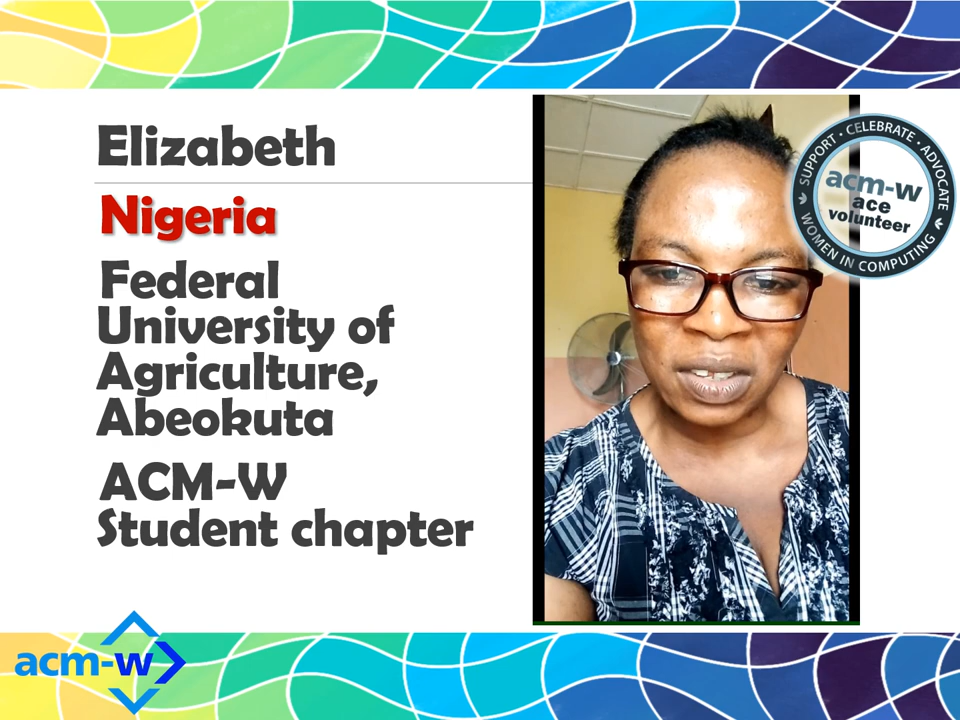 Elizabeth
Nigeria
Federal
University of
Agriculture,
Abeokuta
ACM-W
Student chapter
SUPPORT · CELEBRATE · ADVOCATE
acm-w
ace
volunteer
WOMEN IN COMPUTING
acm-w